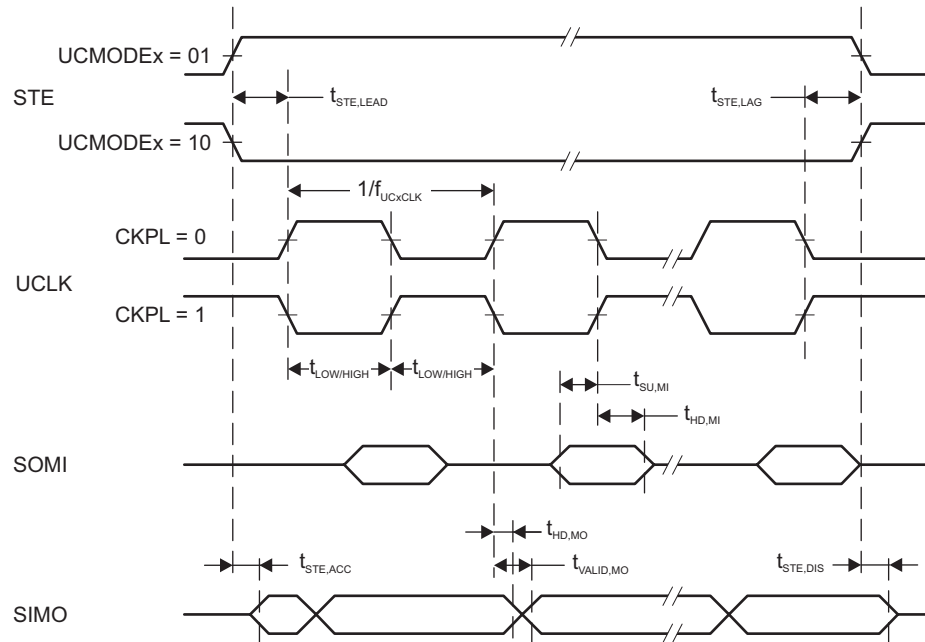 UCMODEx = 01
STE
t_STE,LEAD
t_STE,LAG
UCMODEx = 10
1/f_UCxCLK
CKPL = 0
UCLK
CKPL = 1
t_LOW/HIGH t_LOW/HIGH
t_SU,MI
t_HD,MI
SOMI
t_HD,MO
t_STE,ACC
t_VALID,MO
t_STE,DIS
SIMO